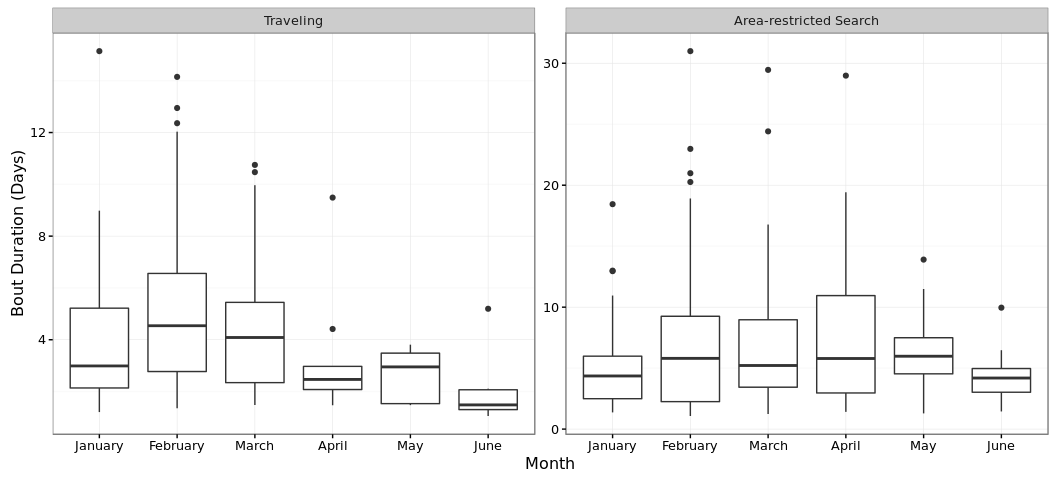 Traveling
Area-restricted Search
Bout Duration (Days)
12
8
4
30
20
10
0
January February March April May June
January February March April May June
Month